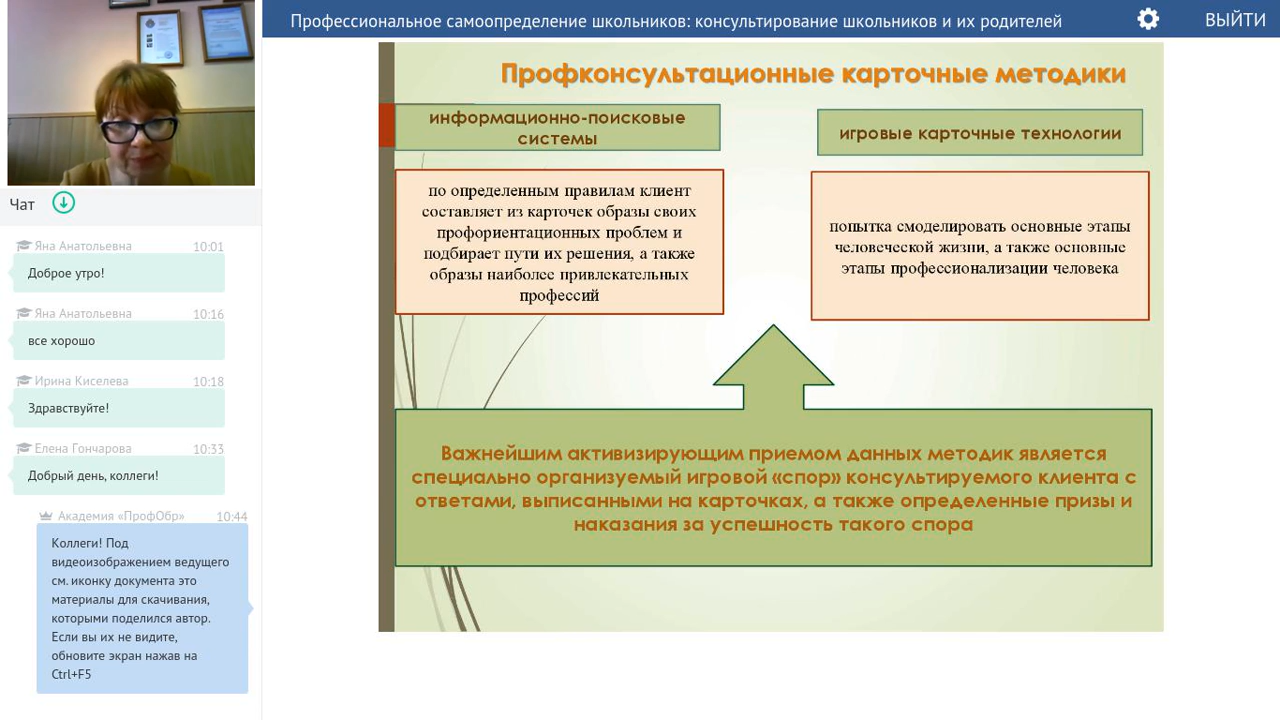 Профессиональное самоопределение школьников: консультирование школьников и их родителей
ВЫЙТИ
Чат
Яна Анатольевна 10:01
Доброе утро!
Яна Анатольевна 10:16
все хорошо
Ирина Киселева 10:18
Здравствуйте!
Елена Гончарова 10:33
Добрый день, коллеги!
Академия «ПрофОбр» 10:44
Коллеги! Под
видеоизображением ведущего
см. иконку документа это
материалы для скачивания,
которыми поделился автор.
Если вы их не видите,
обновите экран нажав на
Ctrl+F5
Профконсультационные карточные методики
информационно-поисковые
системы
по определенным правилам клиент
составляет из карточек образы своих
профориентационных проблем и
подбирает пути их решения, а также
образы наиболее привлекательных
профессий
игровые карточные технологии
попытка смоделировать основные этапы
человеческой жизни, а также основные
этапы профессионализации человека
Важнейшим активизирующим приемом данных методик является
специально организуемый игровой «спор» консультируемого клиента с
ответами, выписанными на карточках, а также определенные призы и
наказания за успешность такого спора